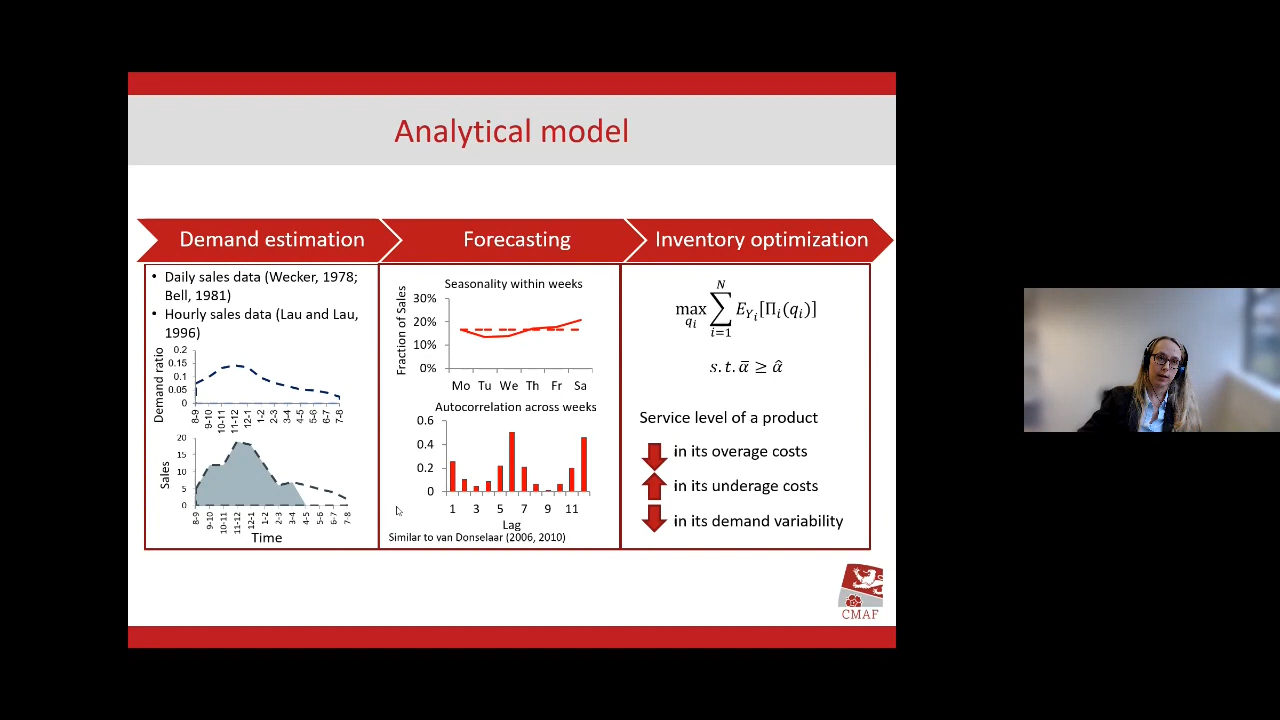 Analytical model
Demand estimation
Forecasting
Inventory optimization
• Daily sales data (Wecker, 1978;
Bell, 1981)
• Hourly sales data (Lau and Lau,
1996)
Demand ratio
0.2
0.15
0.1
0.05
0
8-9
9-10
10-11
11-12
12-1
1-2
2-3
3-4
4-5
5-6
6-7
7-8
Sales
20
15
10
5
0
8-9
9-10
10-11
11-12
12-1
1-2
2-3
3-4
4-5
5-6
6-7
7-8
Time
Seasonality within weeks
Fraction of Sales
30%
20%
10%
0%
Mo Tu We Th Fr Sa
Autocorrelation across weeks
0.6
0.4
0.2
0
1 3 5 7 9 11
Lag
Similar to van Donselaar (2006, 2010)
max_{q_i} ∑_{i=1}^{N} E_{Y_i}[Π_i(q_i)]
s.t. ᾱ ≥ α̂
Service level of a product
in its overage costs
in its underage costs
in its demand variability
CMAF